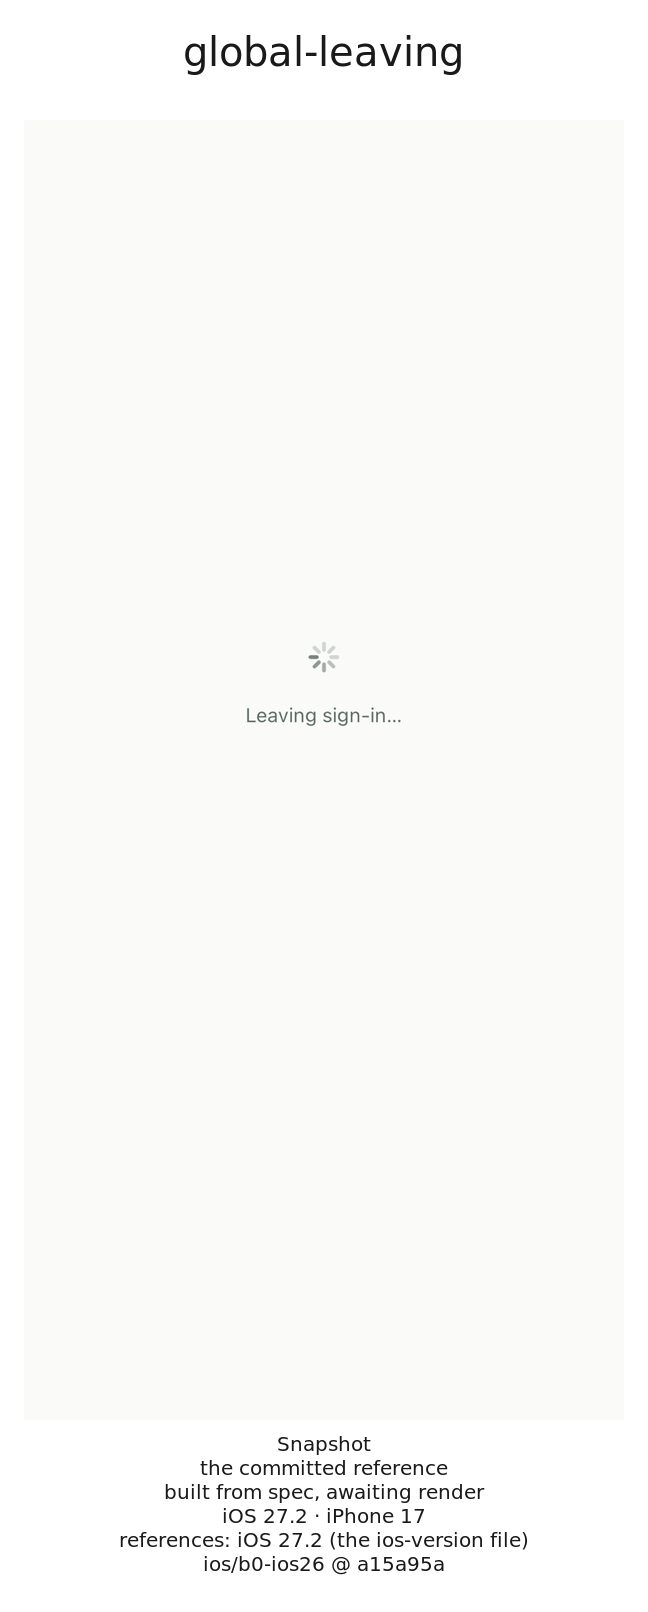 global-leaving
Leaving sign-in...
Snapshot
the committed reference
built from spec, awaiting render
iOS 27.2 · iPhone 17
references: iOS 27.2 (the ios-version file)
ios/b0-ios26 @ a15a95a